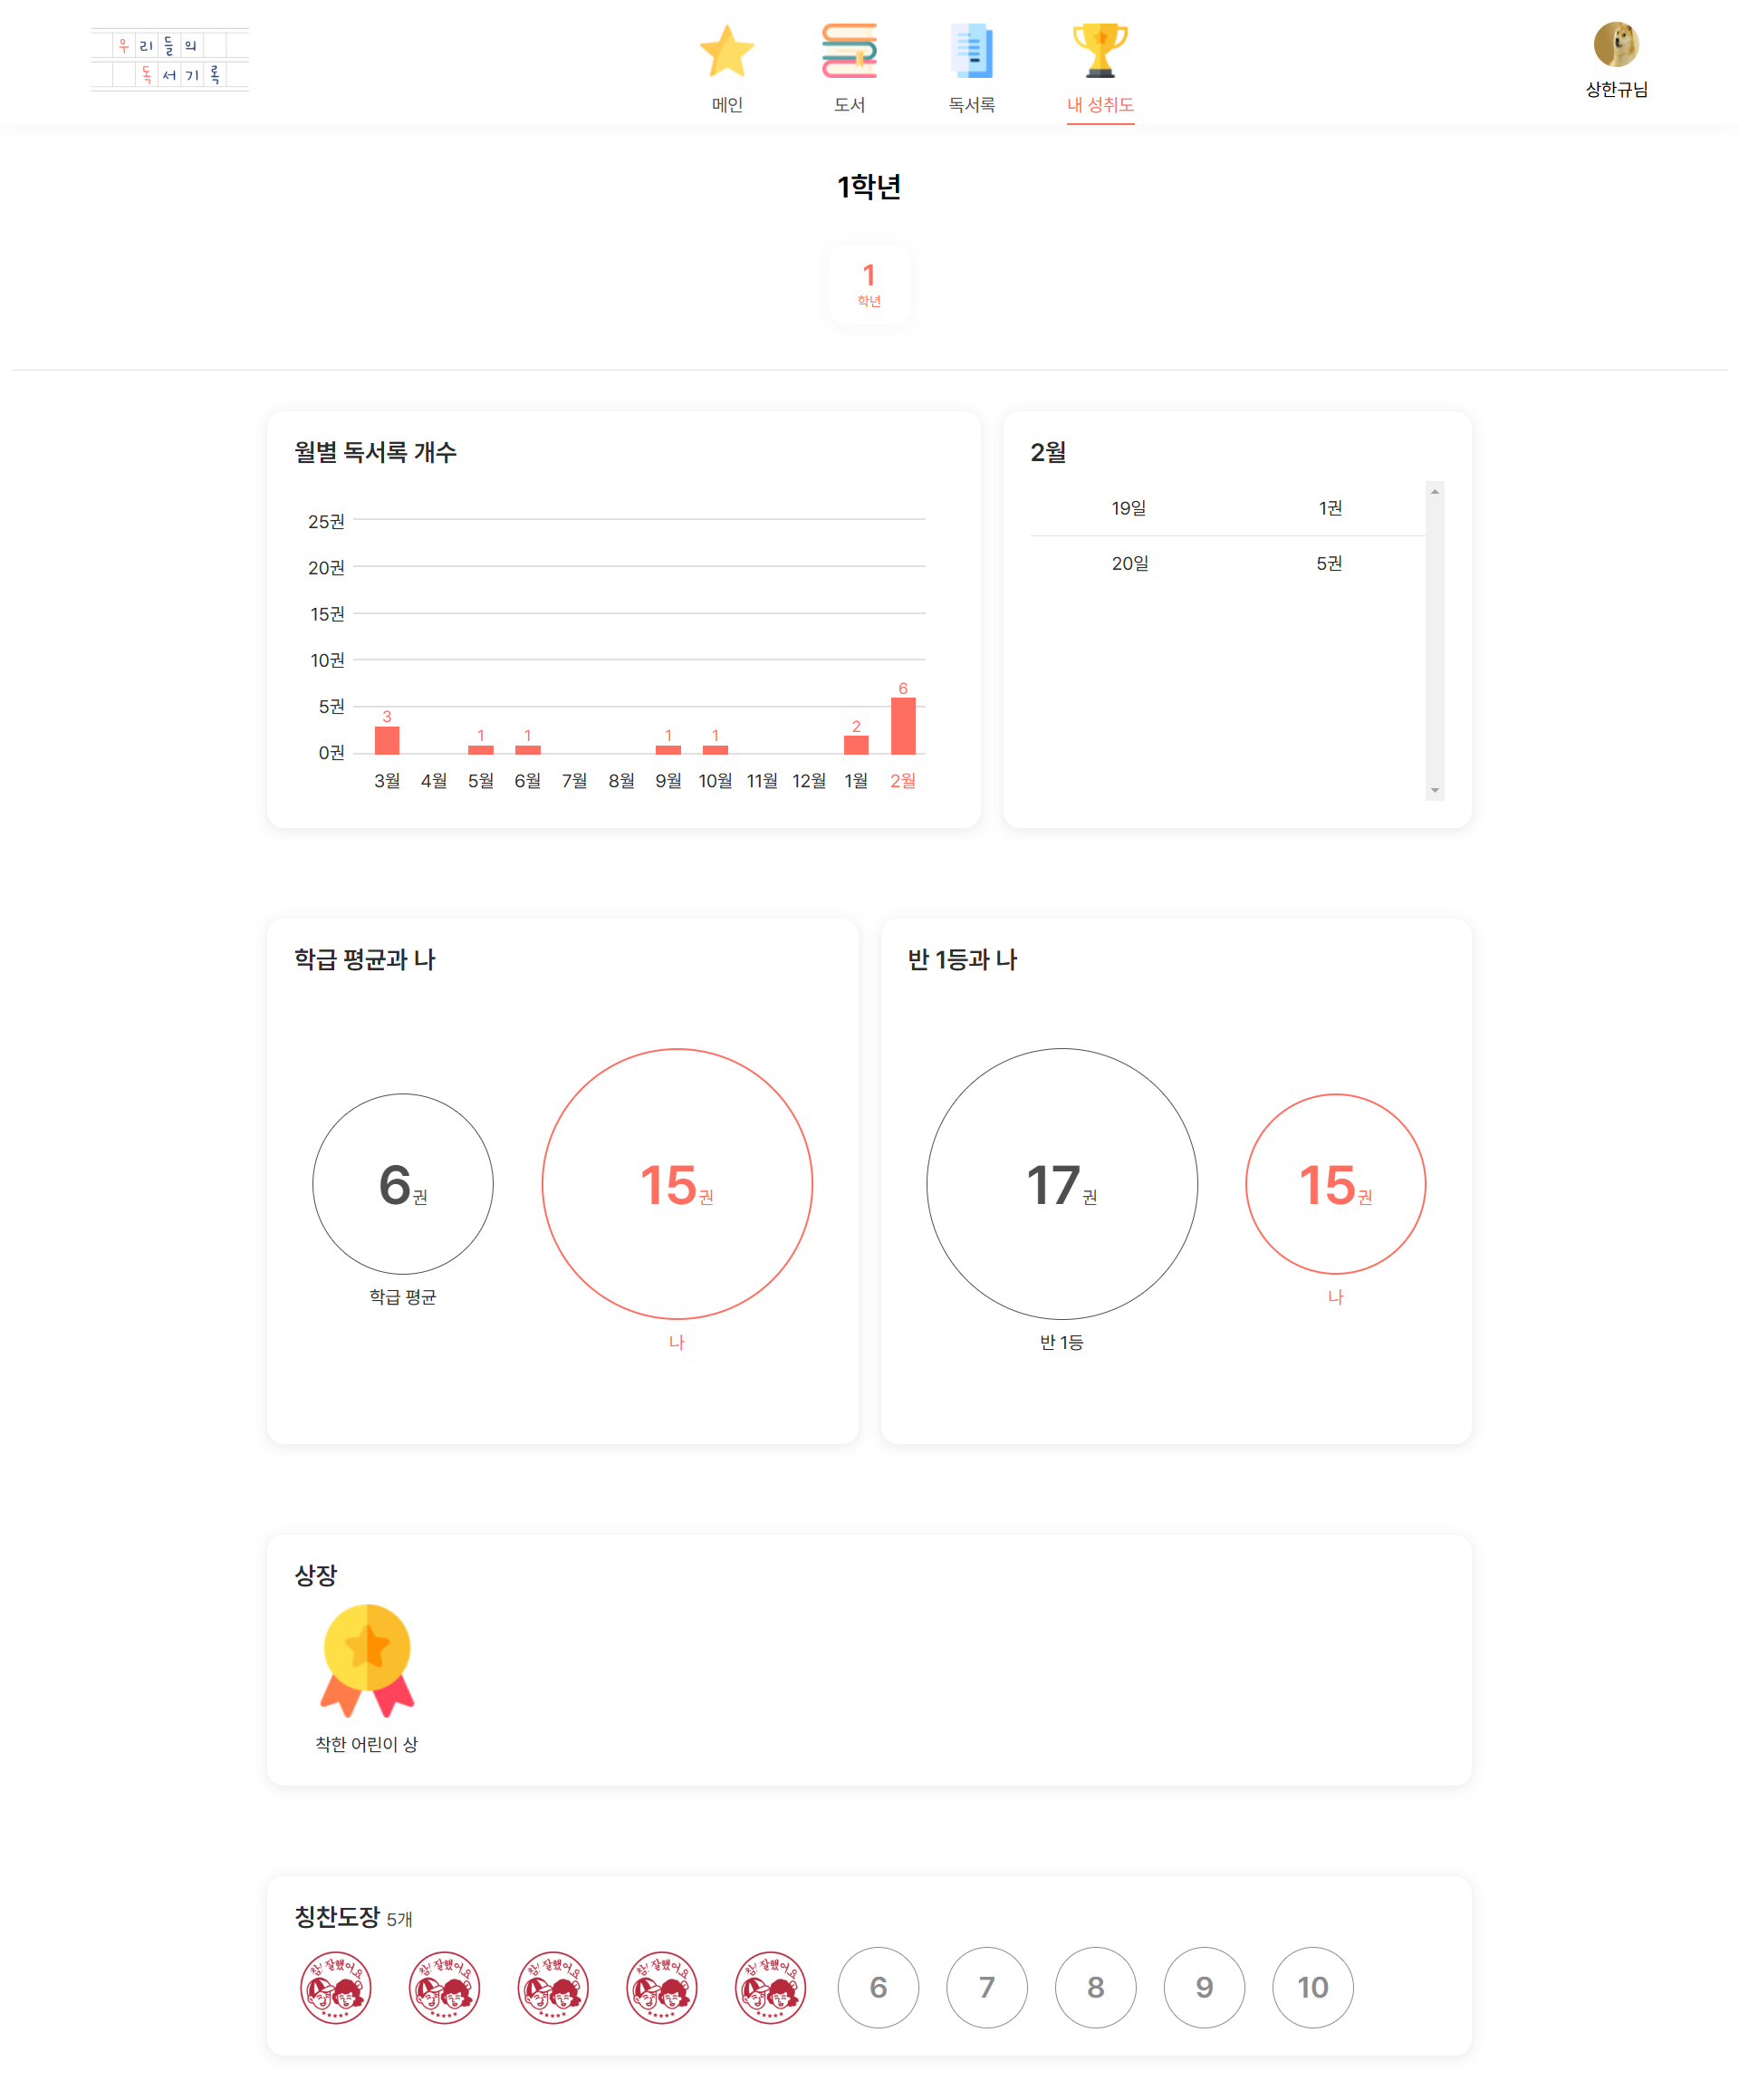 우리들의
독서기록
메인
도서
독서록
내 성취도
상한규님
1학년
1
학년
월별 독서록 개수
25권
20권
15권
10권
5권
0권
3
1
1
1
1
2
6
3월 4월 5월 6월 7월 8월 9월 10월 11월 12월 1월 2월
2월
19일 1권
20일 5권
학급 평균과 나
6권
학급 평균
15권
나
반 1등과 나
17권
반 1등
15권
나
상장
착한 어린이 상
칭찬도장 5개
참! 잘했어요
참! 잘했어요
참! 잘했어요
참! 잘했어요
참! 잘했어요
6
7
8
9
10